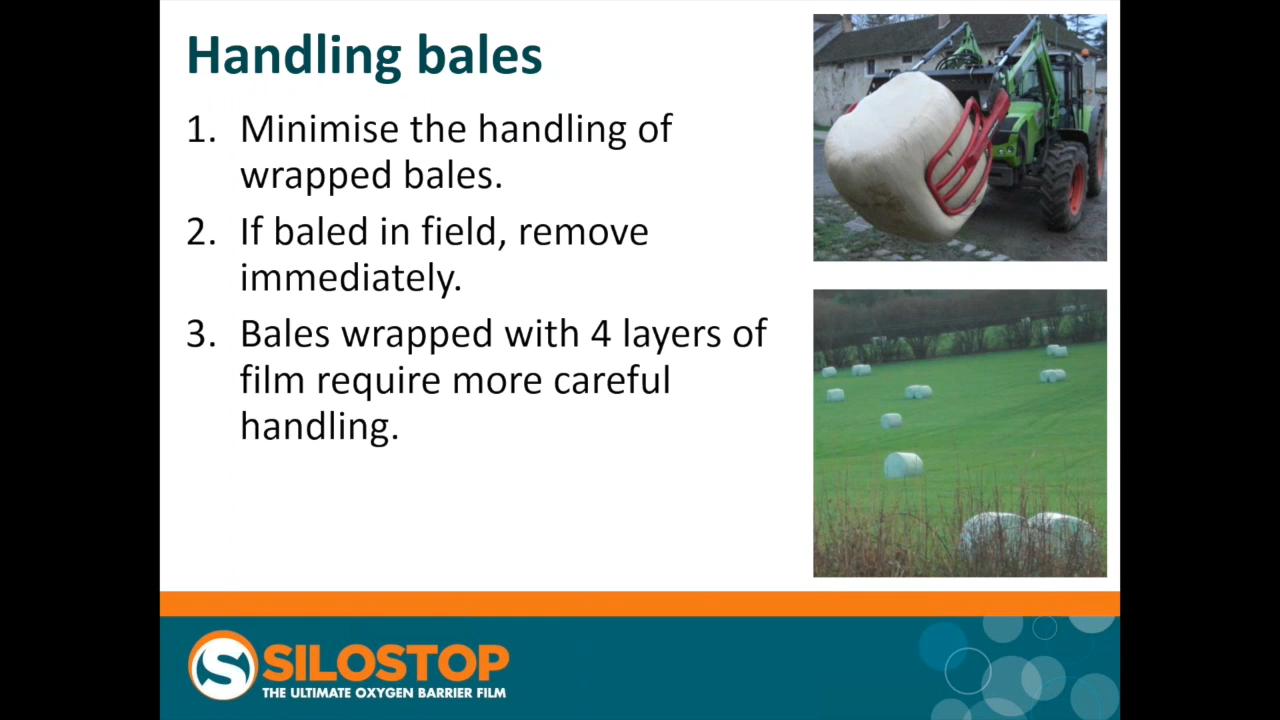 Handling bales
1. Minimise the handling of
wrapped bales.
2. If baled in field, remove
immediately.
3. Bales wrapped with 4 layers of
film require more careful
handling.
SILOSTOP
THE ULTIMATE OXYGEN BARRIER FILM